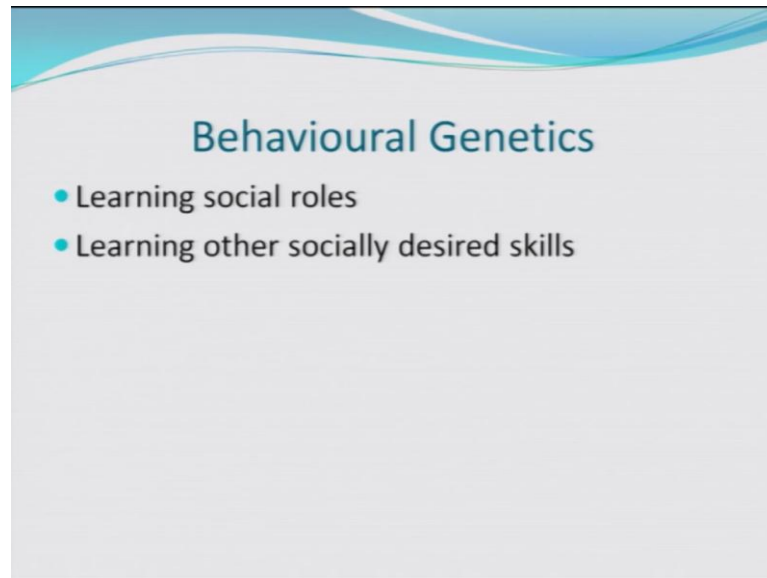 Behavioural Genetics
Learning social roles
Learning other socially desired skills